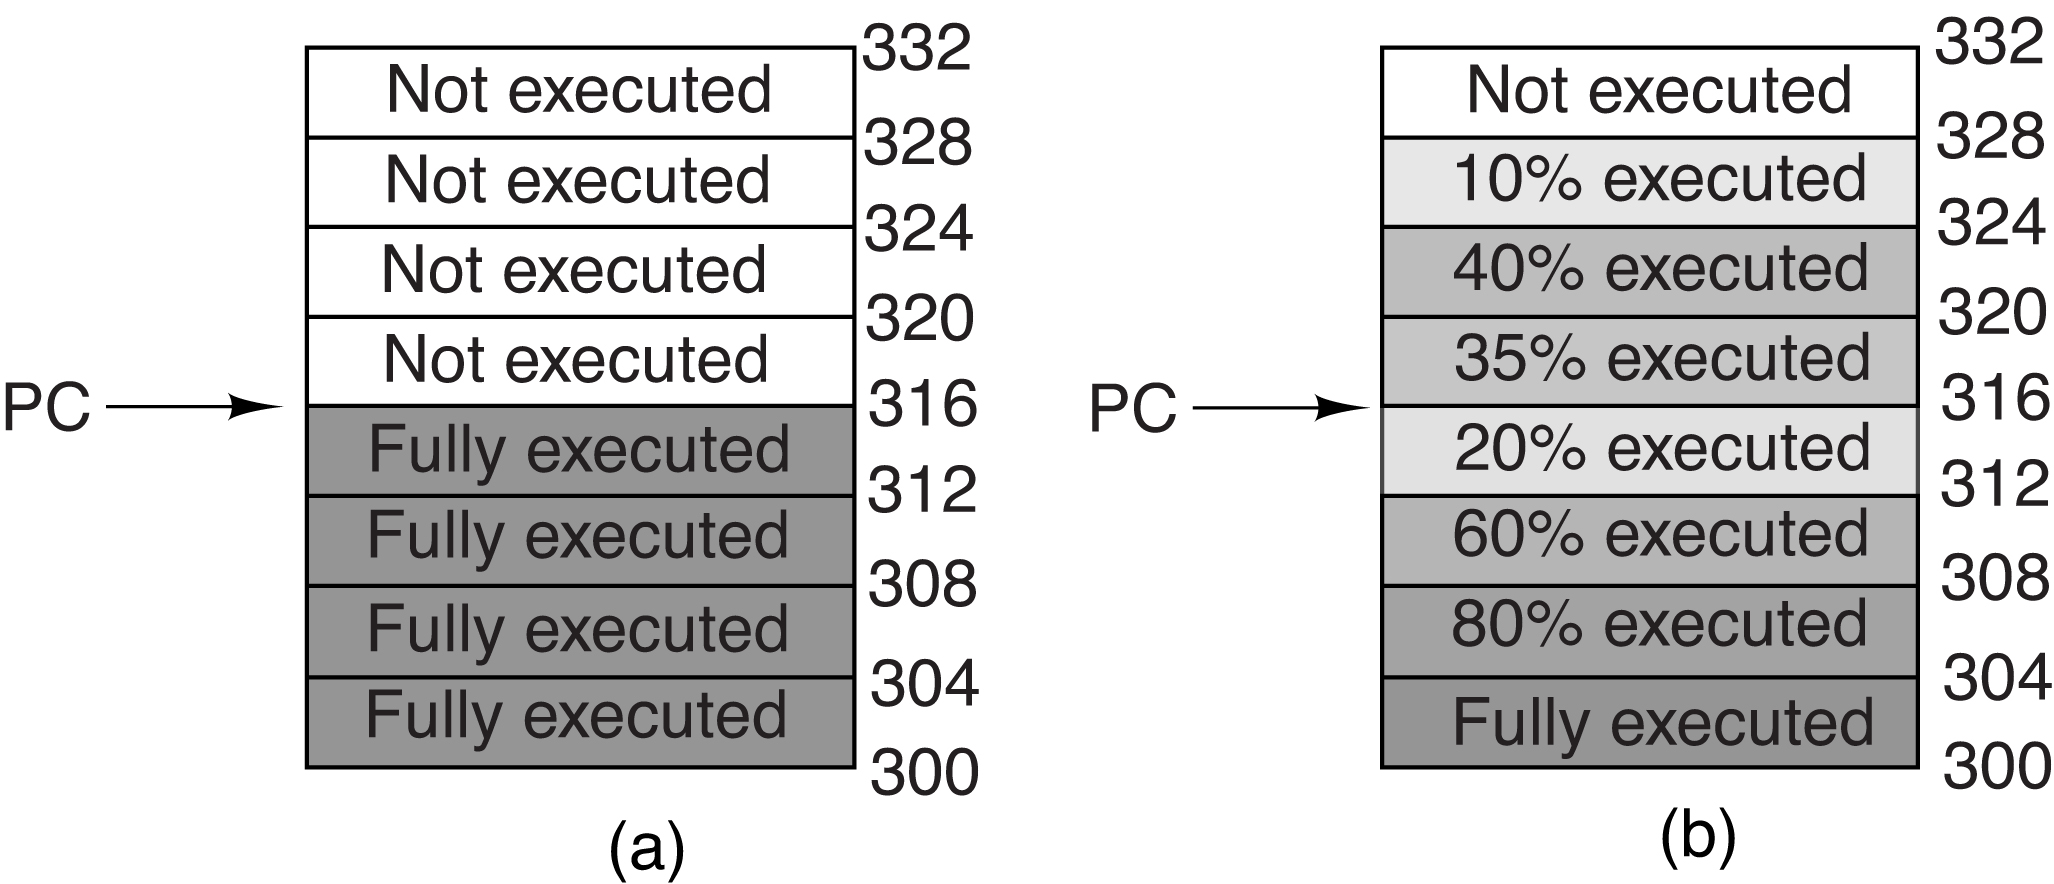 332
Not executed
328
Not executed
324
Not executed
320
Not executed
PC
316
Fully executed
312
Fully executed
308
Fully executed
304
Fully executed
300
(a)
332
Not executed
328
10% executed
324
40% executed
320
35% executed
PC
316
20% executed
312
60% executed
308
80% executed
304
Fully executed
300
(b)